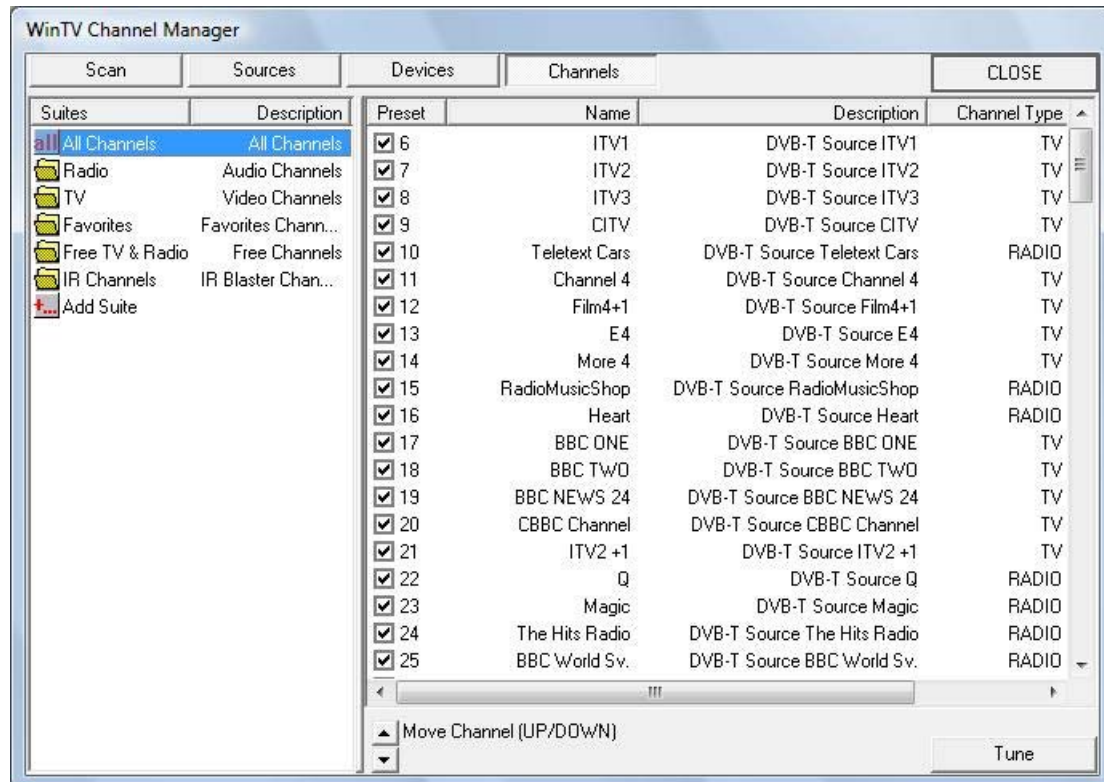 WinTV Channel Manager
Scan Sources Devices Channels CLOSE
Suites Description
all All Channels All Channels
Radio Audio Channels
TV Video Channels
Favorites Favorites Chann...
Free TV & Radio Free Channels
IR Channels IR Blaster Chan...
+... Add Suite
Preset Name Description Channel Type
6 ITV1 DVB-T Source ITV1 TV
7 ITV2 DVB-T Source ITV2 TV
8 ITV3 DVB-T Source ITV3 TV
9 CITV DVB-T Source CITV TV
10 Teletext Cars DVB-T Source Teletext Cars RADIO
11 Channel 4 DVB-T Source Channel 4 TV
12 Film4+1 DVB-T Source Film4+1 TV
13 E4 DVB-T Source E4 TV
14 More 4 DVB-T Source More 4 TV
15 RadioMusicShop DVB-T Source RadioMusicShop RADIO
16 Heart DVB-T Source Heart RADIO
17 BBC ONE DVB-T Source BBC ONE TV
18 BBC TWO DVB-T Source BBC TWO TV
19 BBC NEWS 24 DVB-T Source BBC NEWS 24 TV
20 CBBC Channel DVB-T Source CBBC Channel TV
21 ITV2 +1 DVB-T Source ITV2 +1 TV
22 Q DVB-T Source Q RADIO
23 Magic DVB-T Source Magic RADIO
24 The Hits Radio DVB-T Source The Hits Radio RADIO
25 BBC World Sv. DVB-T Source BBC World Sv. RADIO
Move Channel (UP/DOWN)
Tune